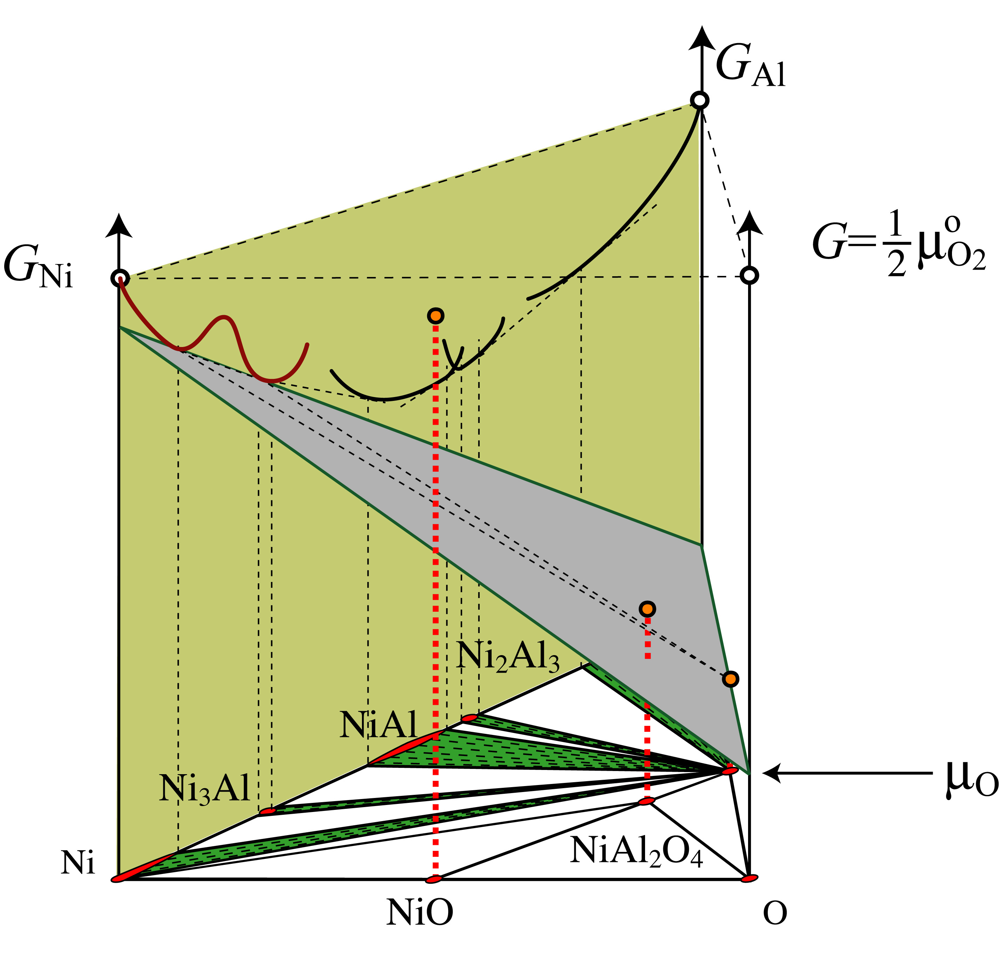 G_Al
G_Ni
G=1/2 μ°_O₂
Ni₂Al₃
NiAl
Ni₃Al
μ_O
Ni
NiAl₂O₄
NiO
O